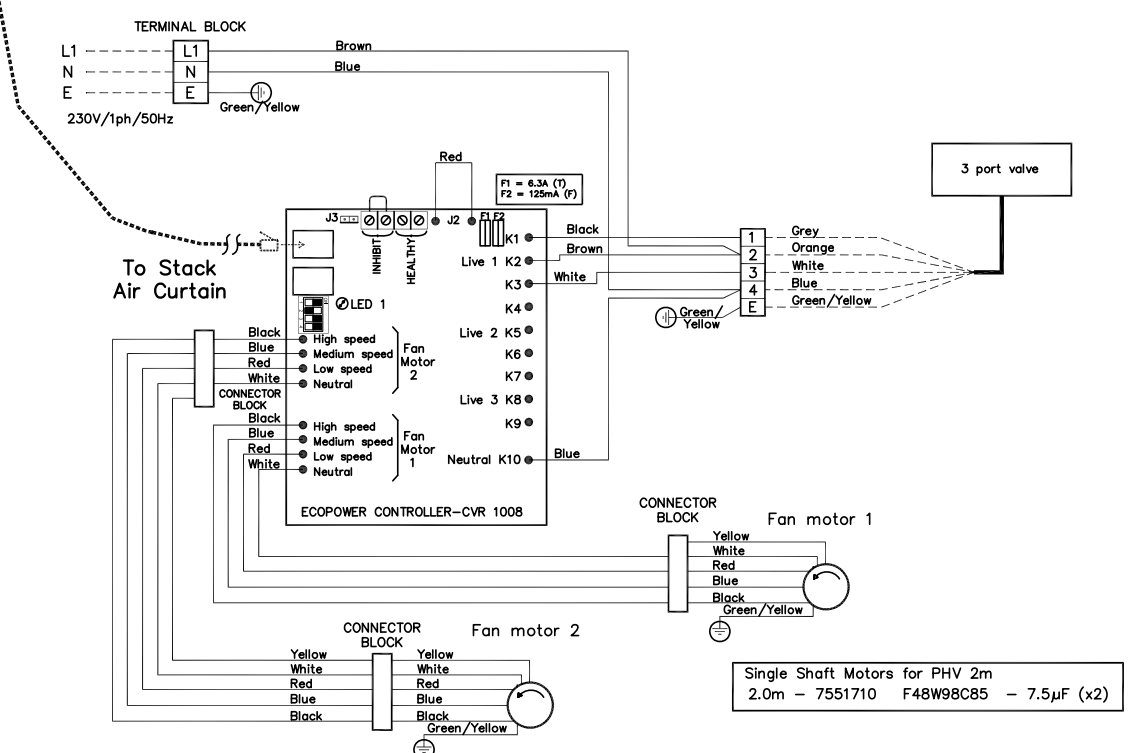 TERMINAL BLOCK
L1 L1 Brown
N N Blue
E E Green/Yellow
230V/1ph/50Hz
Red
3 port valve
F1 = 6.3A (T)
F2 = 125mA (F)
J3 J2 F1 F2
INHIBIT
HEALTHY
K1 Black 1 Grey
Live 1 K2 Brown 2 Orange
K3 White 3 White
4 Blue
E Green/Yellow
Green/
Yellow
To Stack
Air Curtain
LED 1
K4
Live 2 K5
K6
K7
Live 3 K8
K9
Neutral K10 Blue
Black High speed
Blue Medium speed
Red Low speed
White Neutral
Fan
Motor
2
CONNECTOR
BLOCK
Black High speed
Blue Medium speed
Red Low speed
White Neutral
Fan
Motor
1
ECOPOWER CONTROLLER-CVR 1008
CONNECTOR
BLOCK
Fan motor 1
Yellow
White
Red
Blue
Black
Green/Yellow
CONNECTOR
BLOCK
Fan motor 2
Yellow Yellow
White White
Red Red
Blue Blue
Black Black
Green/Yellow
Single Shaft Motors for PHV 2m
2.0m - 7551710 F48W98C85 - 7.5µF (x2)